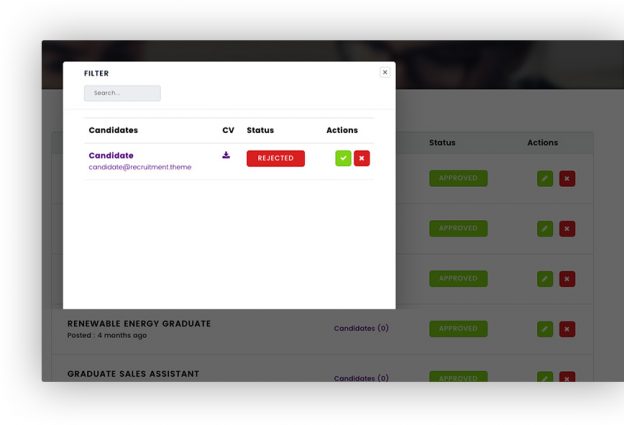 FILTER
Search...
Candidates CV Status Actions
Candidate
candidate@recruitment.theme
REJECTED
Status Actions
APPROVED
APPROVED
APPROVED
RENEWABLE ENERGY GRADUATE
Posted : 4 months ago
Candidates (0)
APPROVED
GRADUATE SALES ASSISTANT
Candidates (0)
APPROVED